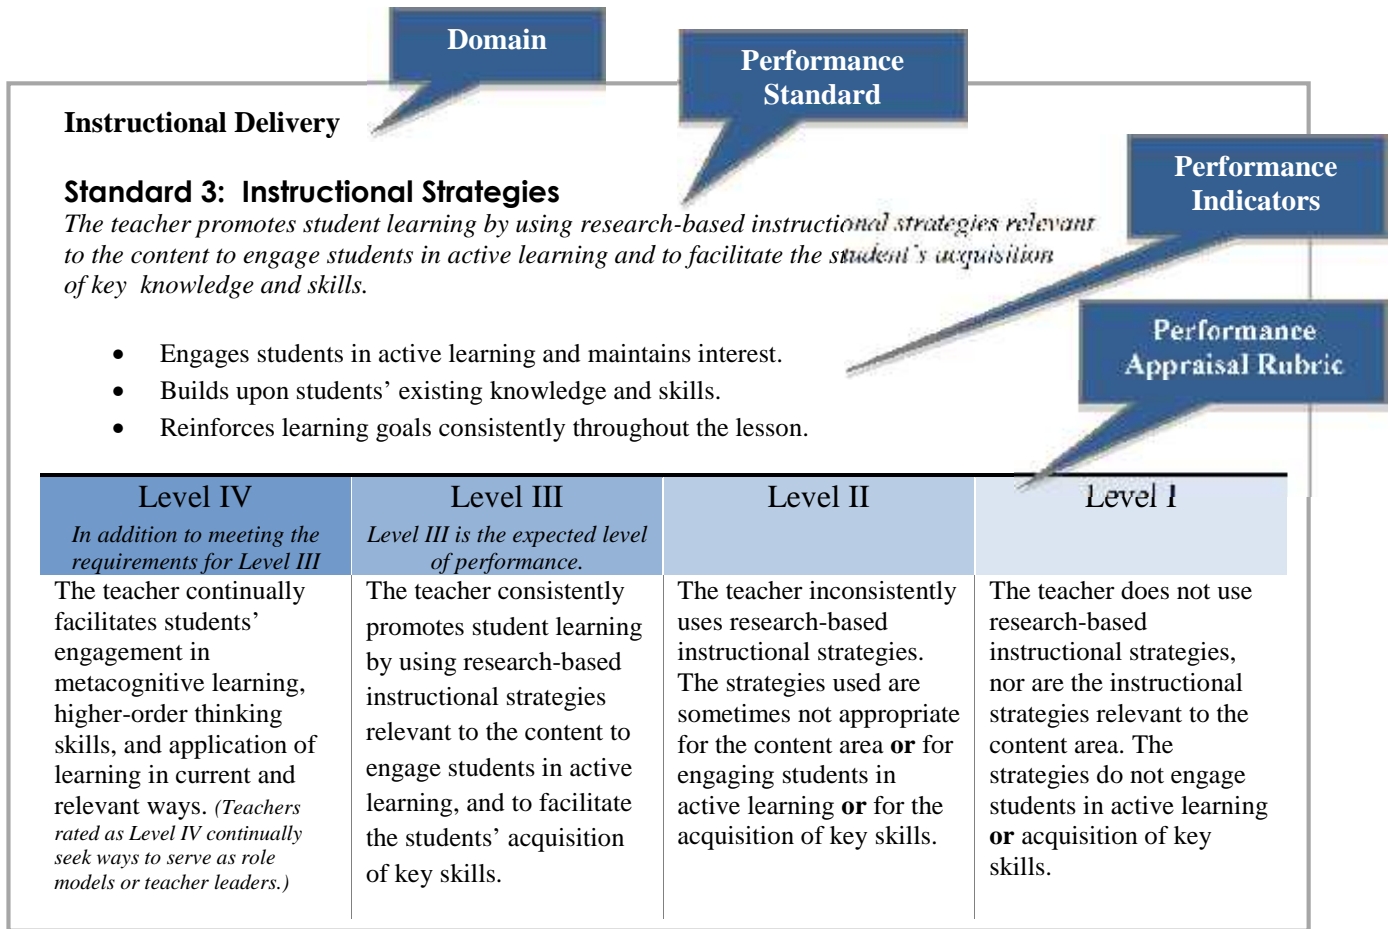 Domain
Performance
Standard
Instructional Delivery
Performance
Indicators
Standard 3:  Instructional Strategies
The teacher promotes student learning by using research-based instructional strategies relevant
to the content to engage students in active learning and to facilitate the student's acquisition
of key  knowledge and skills.
Performance
Appraisal Rubric
• Engages students in active learning and maintains interest.
• Builds upon students’ existing knowledge and skills.
• Reinforces learning goals consistently throughout the lesson.
Level IV
In addition to meeting the
requirements for Level III
Level III
Level III is the expected level
of performance.
Level II
Level I
The teacher continually
facilitates students’
engagement in
metacognitive learning,
higher-order thinking
skills, and application of
learning in current and
relevant ways. (Teachers
rated as Level IV continually
seek ways to serve as role
models or teacher leaders.)
The teacher consistently
promotes student learning
by using research-based
instructional strategies
relevant to the content to
engage students in active
learning, and to facilitate
the students’ acquisition
of key skills.
The teacher inconsistently
uses research-based
instructional strategies.
The strategies used are
sometimes not appropriate
for the content area or for
engaging students in
active learning or for the
acquisition of key skills.
The teacher does not use
research-based
instructional strategies,
nor are the instructional
strategies relevant to the
content area. The
strategies do not engage
students in active learning
or acquisition of key
skills.